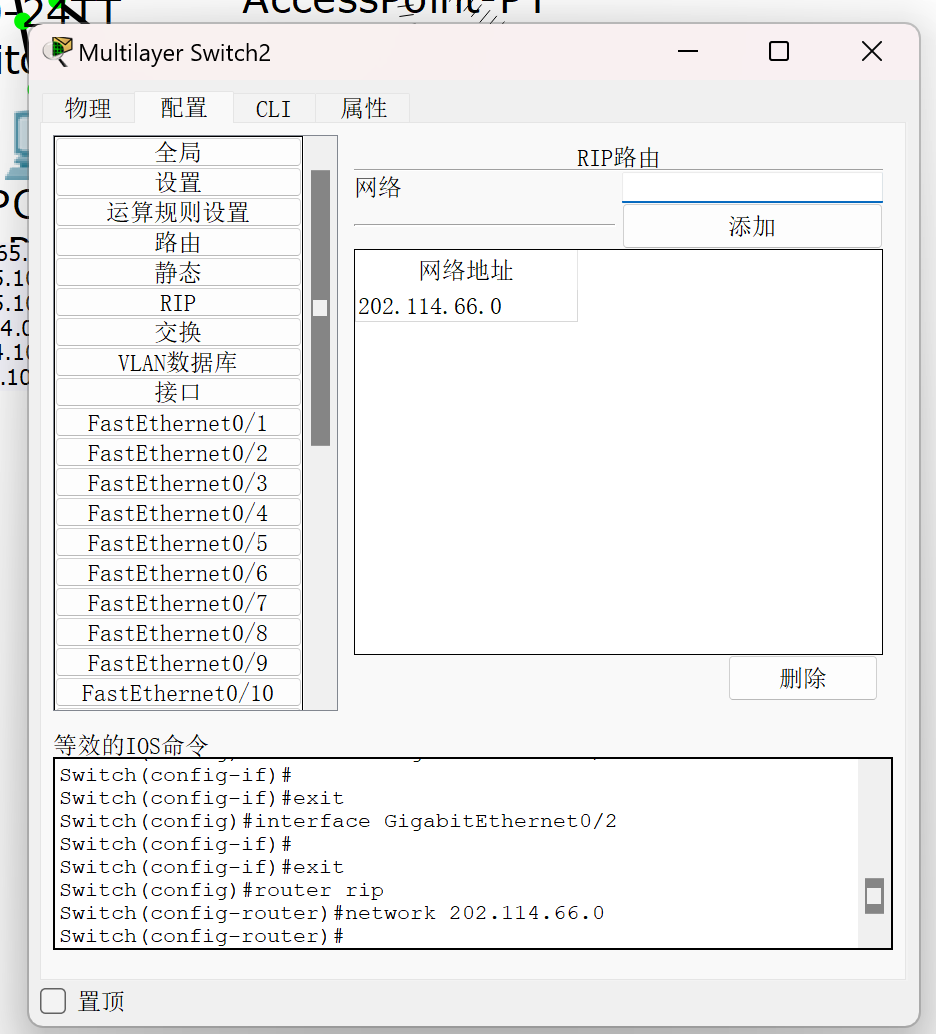 -24TT
AccessPoint-PT
Multilayer Switch2
物理
配置
CLI
属性
全局
设置
运算规则设置
路由
静态
RIP
交换
VLAN数据库
接口
FastEthernet0/1
FastEthernet0/2
FastEthernet0/3
FastEthernet0/4
FastEthernet0/5
FastEthernet0/6
FastEthernet0/7
FastEthernet0/8
FastEthernet0/9
FastEthernet0/10
RIP路由
网络
添加
网络地址
202.114.66.0
删除
等效的IOS命令
Switch(config-if)#
Switch(config-if)#exit
Switch(config)#interface GigabitEthernet0/2
Switch(config-if)#
Switch(config-if)#exit
Switch(config)#router rip
Switch(config-router)#network 202.114.66.0
Switch(config-router)#
置顶